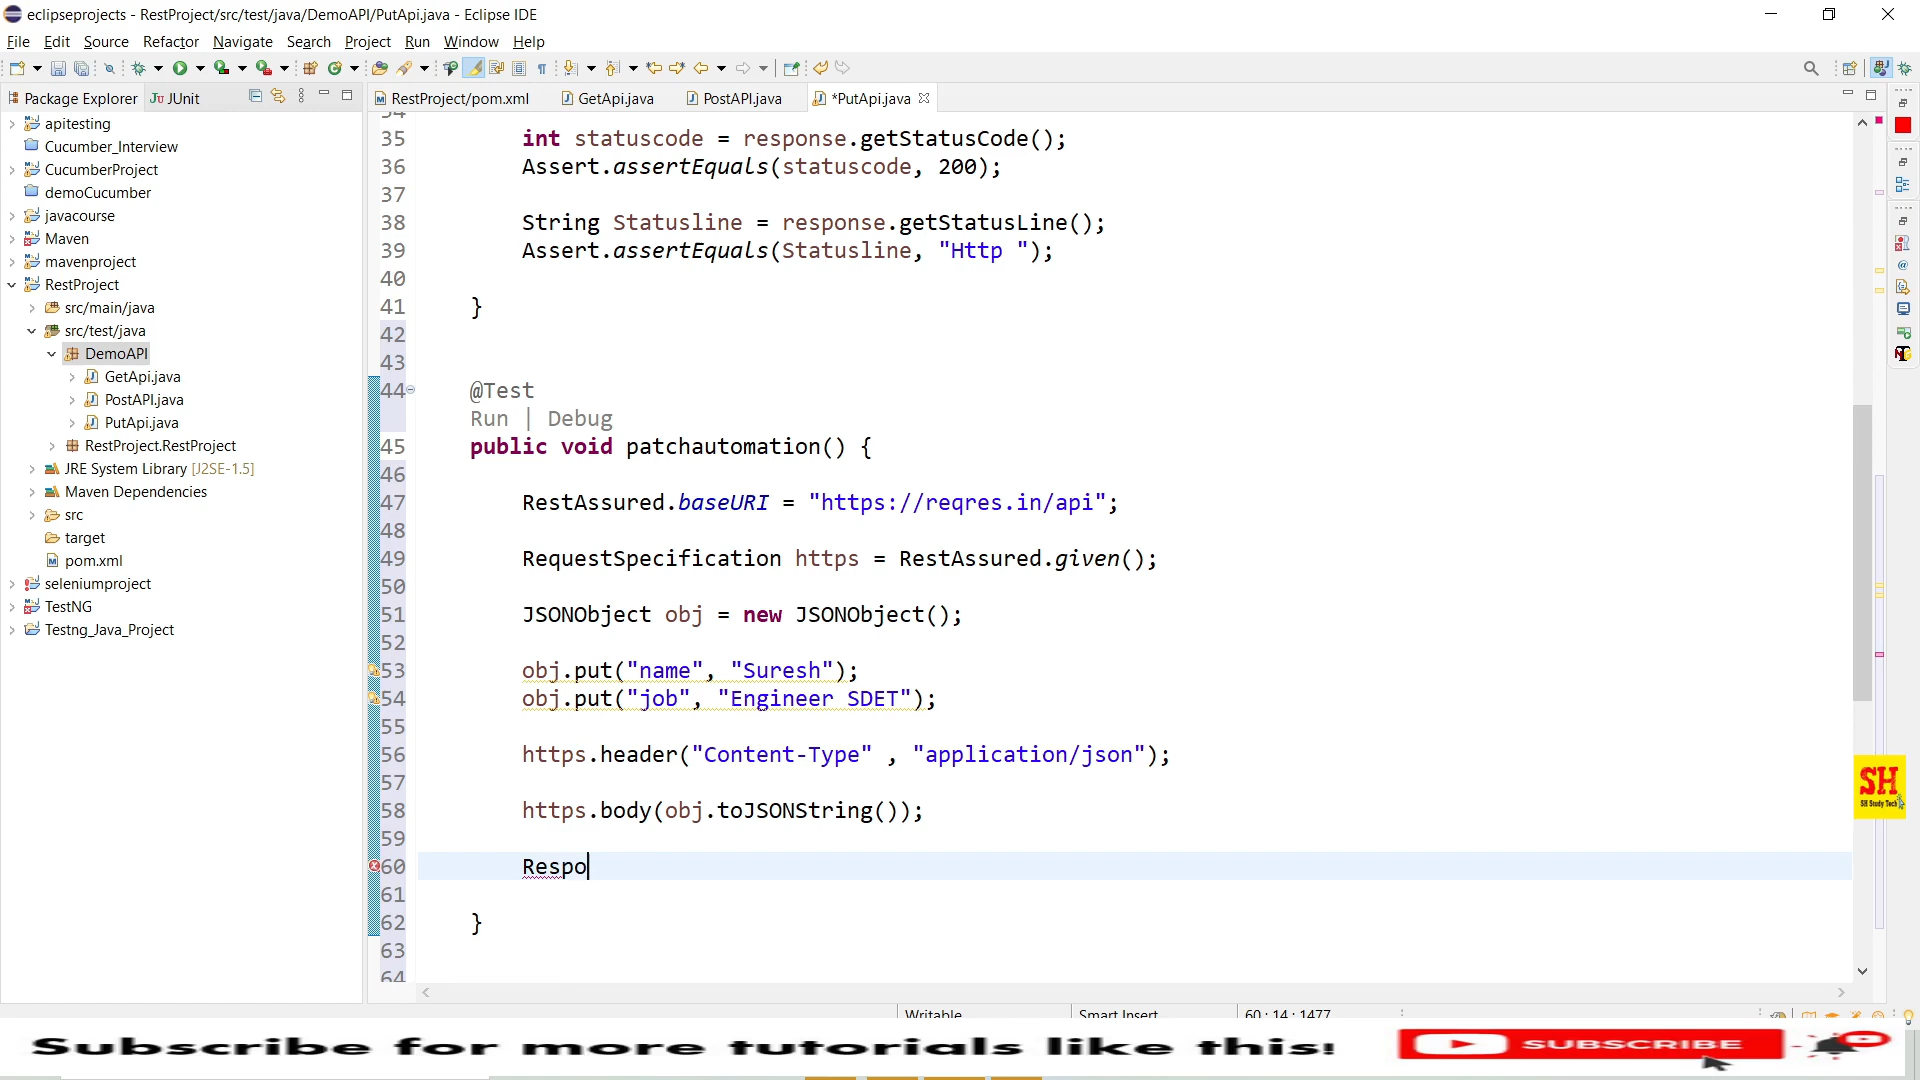 eclipseprojects - RestProject/src/test/java/DemoAPI/PutApi.java - Eclipse IDE
File Edit Source Refactor Navigate Search Project Run Window Help
Package Explorer JUnit
RestProject/pom.xml GetApi.java PostAPI.java *PutApi.java
apitesting
Cucumber_Interview
CucumberProject
demoCucumber
javacourse
Maven
mavenproject
RestProject
src/main/java
src/test/java
DemoAPI
GetApi.java
PostAPI.java
PutApi.java
RestProject.RestProject
JRE System Library [J2SE-1.5]
Maven Dependencies
src
target
pom.xml
seleniumproject
TestNG
Testng_Java_Project
34
35 int statuscode = response.getStatusCode();
36 Assert.assertEquals(statuscode, 200);
37
38 String Statusline = response.getStatusLine();
39 Assert.assertEquals(Statusline, "Http ");
40
41 }
42
43
44 @Test
Run | Debug
45 public void patchautomation() {
46
47 RestAssured.baseURI = "https://reqres.in/api";
48
49 RequestSpecification https = RestAssured.given();
50
51 JSONObject obj = new JSONObject();
52
53 obj.put("name", "Suresh");
54 obj.put("job", "Engineer SDET");
55
56 https.header("Content-Type" , "application/json");
57
58 https.body(obj.toJSONString());
59
60 Respo
61
62 }
63
64
SH
SH Study Tech
Writable Smart Insert 60 : 14 : 1477
Subscribe for more tutorials like this! SUBSCRIBE